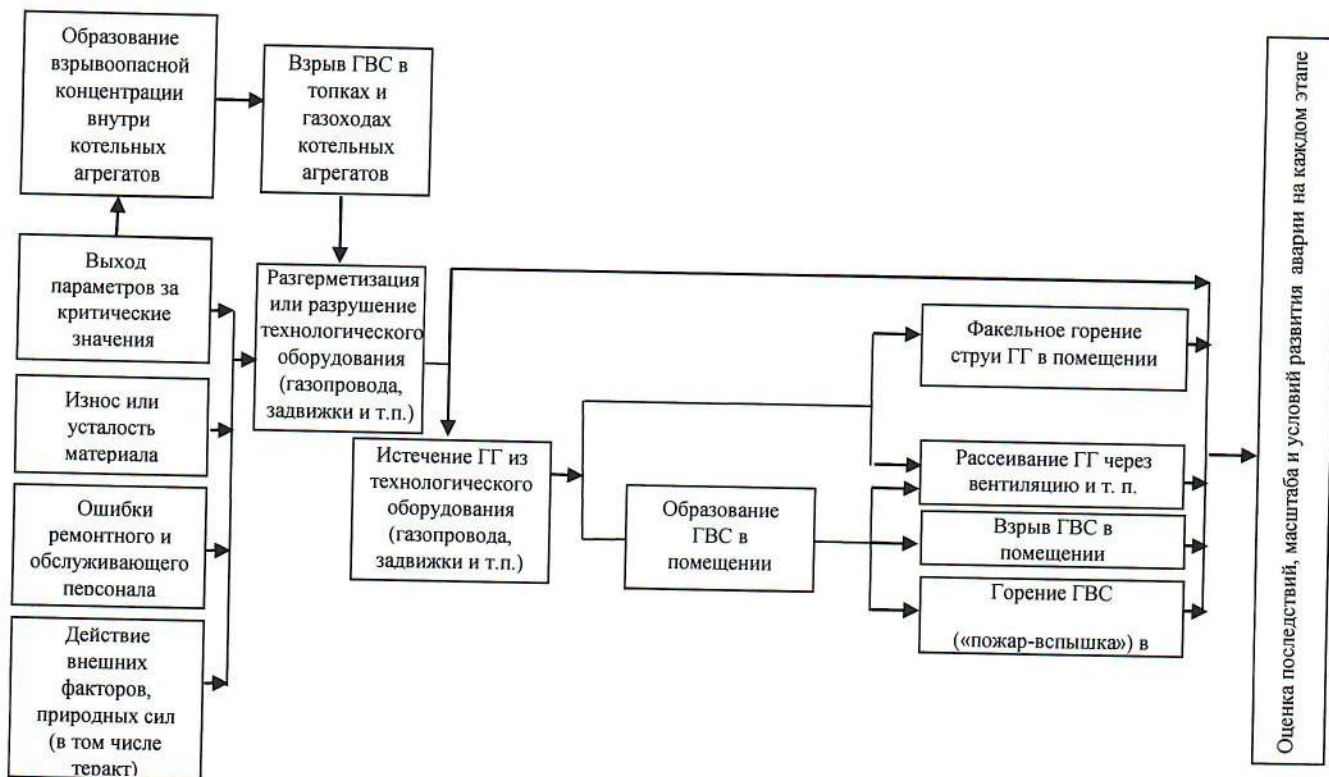 Образование
взрывоопасной
концентрации
внутри
котельных
агрегатов
Взрыв ГВС в
топках и
газоходах
котельных
агрегатов
Выход
параметров за
критические
значения
Износ или
усталость
материала
Ошибки
ремонтного и
обслуживающего
персонала
Действие
внешних
факторов,
природных сил
(в том числе
теракт)
Разгерметизация
или разрушение
технологического
оборудования
(газопровода,
задвижки и т.п.)
Истечение ГГ из
технологического
оборудования
(газопровода,
задвижки и т.п.)
Образование
ГВС в
помещении
Факельное горение
струи ГГ в помещении
Рассеивание ГГ через
вентиляцию и т. п.
Взрыв ГВС в
помещении
Горение ГВС
(«пожар-вспышка») в
Оценка последствий, масштаба и условий развития аварии на каждом этапе